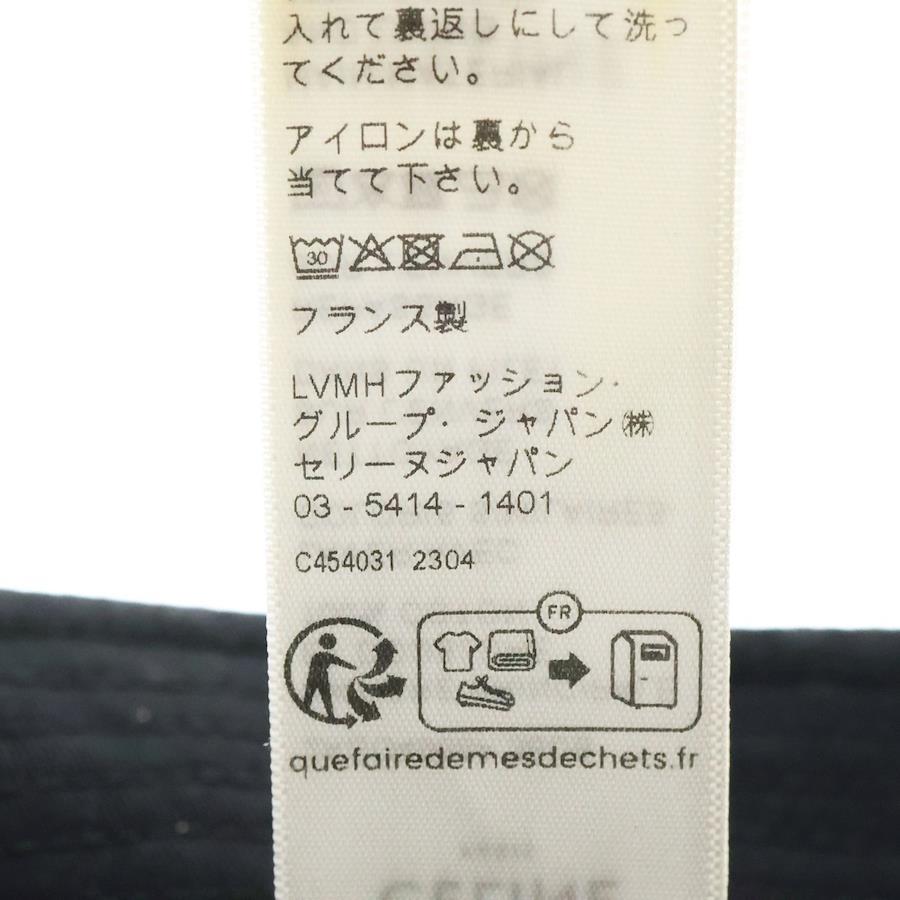 入れて裏返しにして洗っ
てください。
アイロンは裏から
当てて下さい。
30
フランス製
LVMHファッション・
グループ・ジャパン㈱
セリーヌジャパン
03 - 5414 - 1401
C454031 2304
FR
quefairedemesdechets.fr